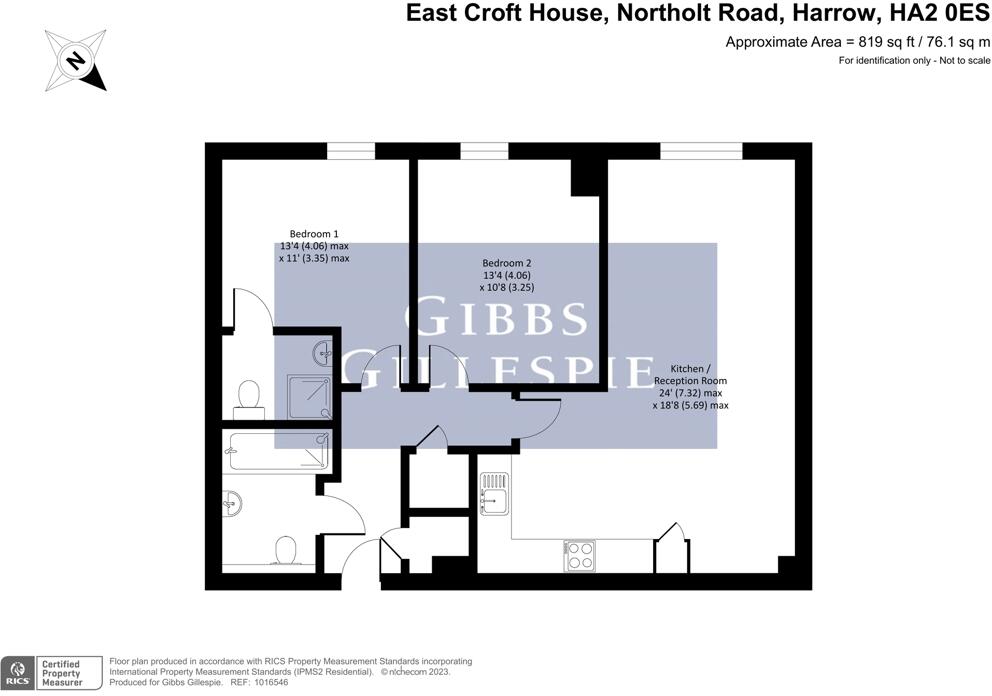 East Croft House, Northolt Road, Harrow, HA2 0ES
Approximate Area = 819 sq ft / 76.1 sq m
For identification only - Not to scale
N
Bedroom 1
13'4 (4.06) max
x 11' (3.35) max
Bedroom 2
13'4 (4.06)
x 10'8 (3.25)
GIBBS
GILLESPIE
Kitchen /
Reception Room
24' (7.32) max
x 18'8 (5.69) max
RICS
Certified
Property
Measurer
Floor plan produced in accordance with RICS Property Measurement Standards incorporating
International Property Measurement Standards (IPMS2 Residential). ©nichecom 2023.
Produced for Gibbs Gillespie. REF: 1016546